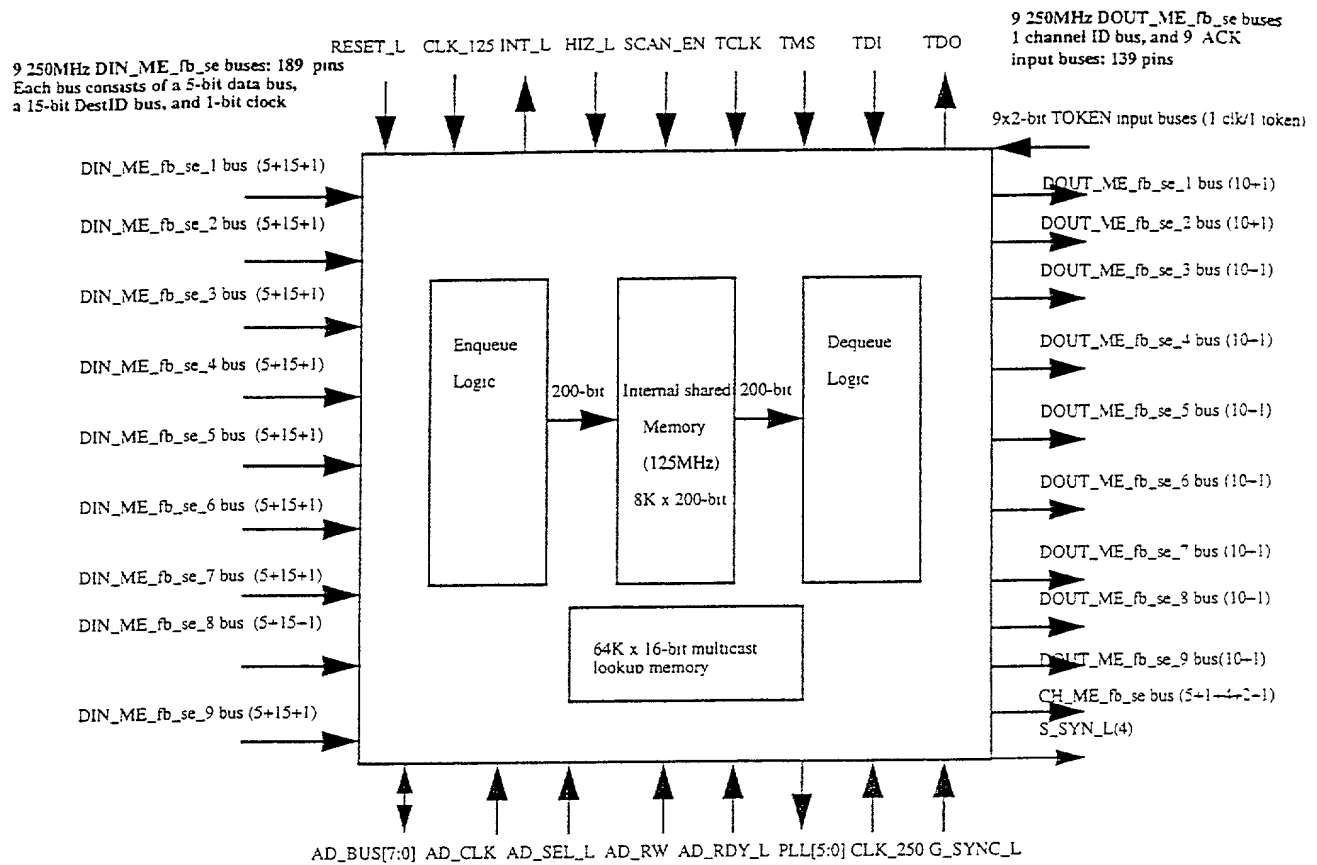 9 250MHz DOUT_ME_fb_se buses
1 channel ID bus, and 9 ACK
input buses: 139 pins
RESET_L CLK_125 INT_L HIZ_L SCAN_EN TCLK TMS TDI TDO
9 250MHz DIN_ME_fb_se buses: 189 pins
Each bus consists of a 5-bit data bus,
a 15-bit DestID bus, and 1-bit clock
9x2-bit TOKEN input buses (1 clk/1 token)
DIN_ME_fb_se_1 bus (5+15+1)
DIN_ME_fb_se_2 bus (5+15+1)
DIN_ME_fb_se_3 bus (5+15+1)
DIN_ME_fb_se_4 bus (5+15+1)
DIN_ME_fb_se_5 bus (5+15+1)
DIN_ME_fb_se_6 bus (5+15+1)
DIN_ME_fb_se_7 bus (5+15+1)
DIN_ME_fb_se_8 bus (5+15+1)
DIN_ME_fb_se_9 bus (5+15+1)
Enqueue
Logic
200-bit
Internal shared
Memory
(125MHz)
8K x 200-bit
200-bit
Dequeue
Logic
64K x 16-bit multicast
lookup memory
DOUT_ME_fb_se_1 bus (10+1)
DOUT_ME_fb_se_2 bus (10+1)
DOUT_ME_fb_se_3 bus (10+1)
DOUT_ME_fb_se_4 bus (10+1)
DOUT_ME_fb_se_5 bus (10+1)
DOUT_ME_fb_se_6 bus (10+1)
DOUT_ME_fb_se_7 bus (10+1)
DOUT_ME_fb_se_8 bus (10+1)
DOUT_ME_fb_se_9 bus(10+1)
CH_ME_fb_se bus (5+1+4+2+1)
S_SYN_L(4)
AD_BUS[7:0] AD_CLK AD_SEL_L AD_RW AD_RDY_L PLL[5:0] CLK_250 G_SYNC_L